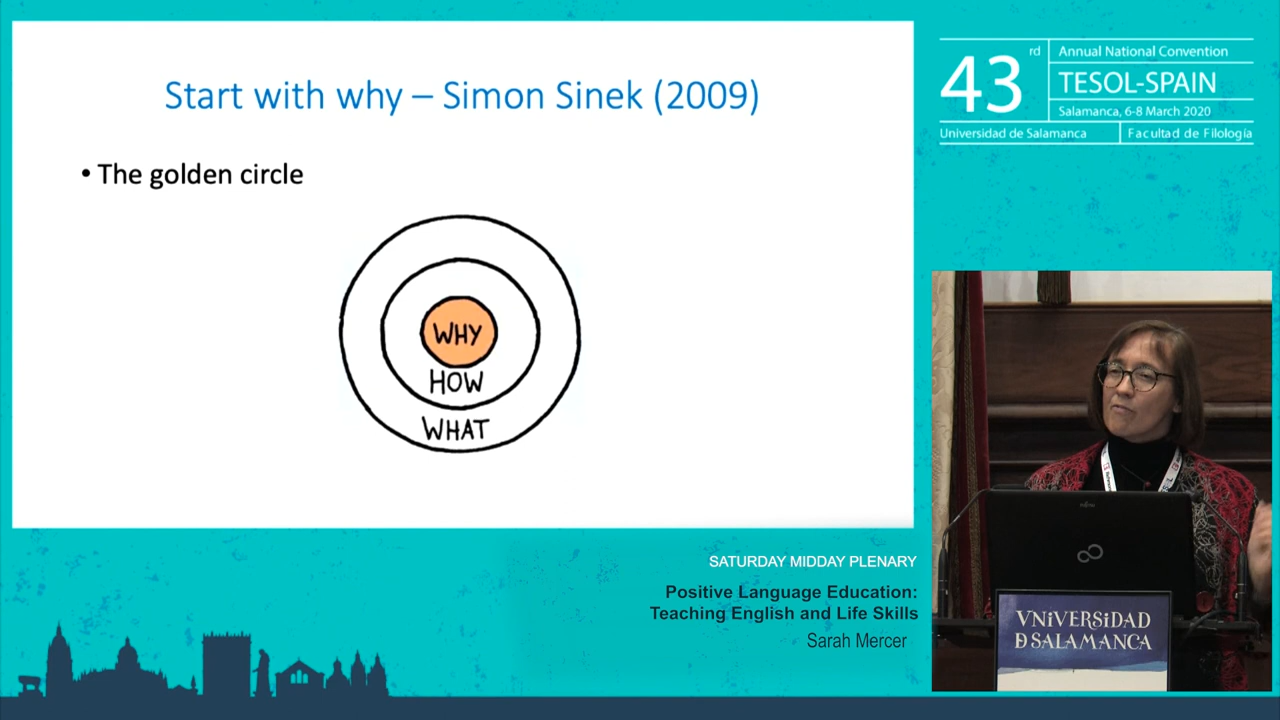 Start with why – Simon Sinek (2009)
• The golden circle
WHY
HOW
WHAT
43rd
Annual National Convention
TESOL-SPAIN
Salamanca, 6-8 March 2020
Universidad de Salamanca
Facultad de Filología
SATURDAY MIDDAY PLENARY
Positive Language Education:
Teaching English and Life Skills
Sarah Mercer
VNiVERSiDAD
Ð SALAMANCA